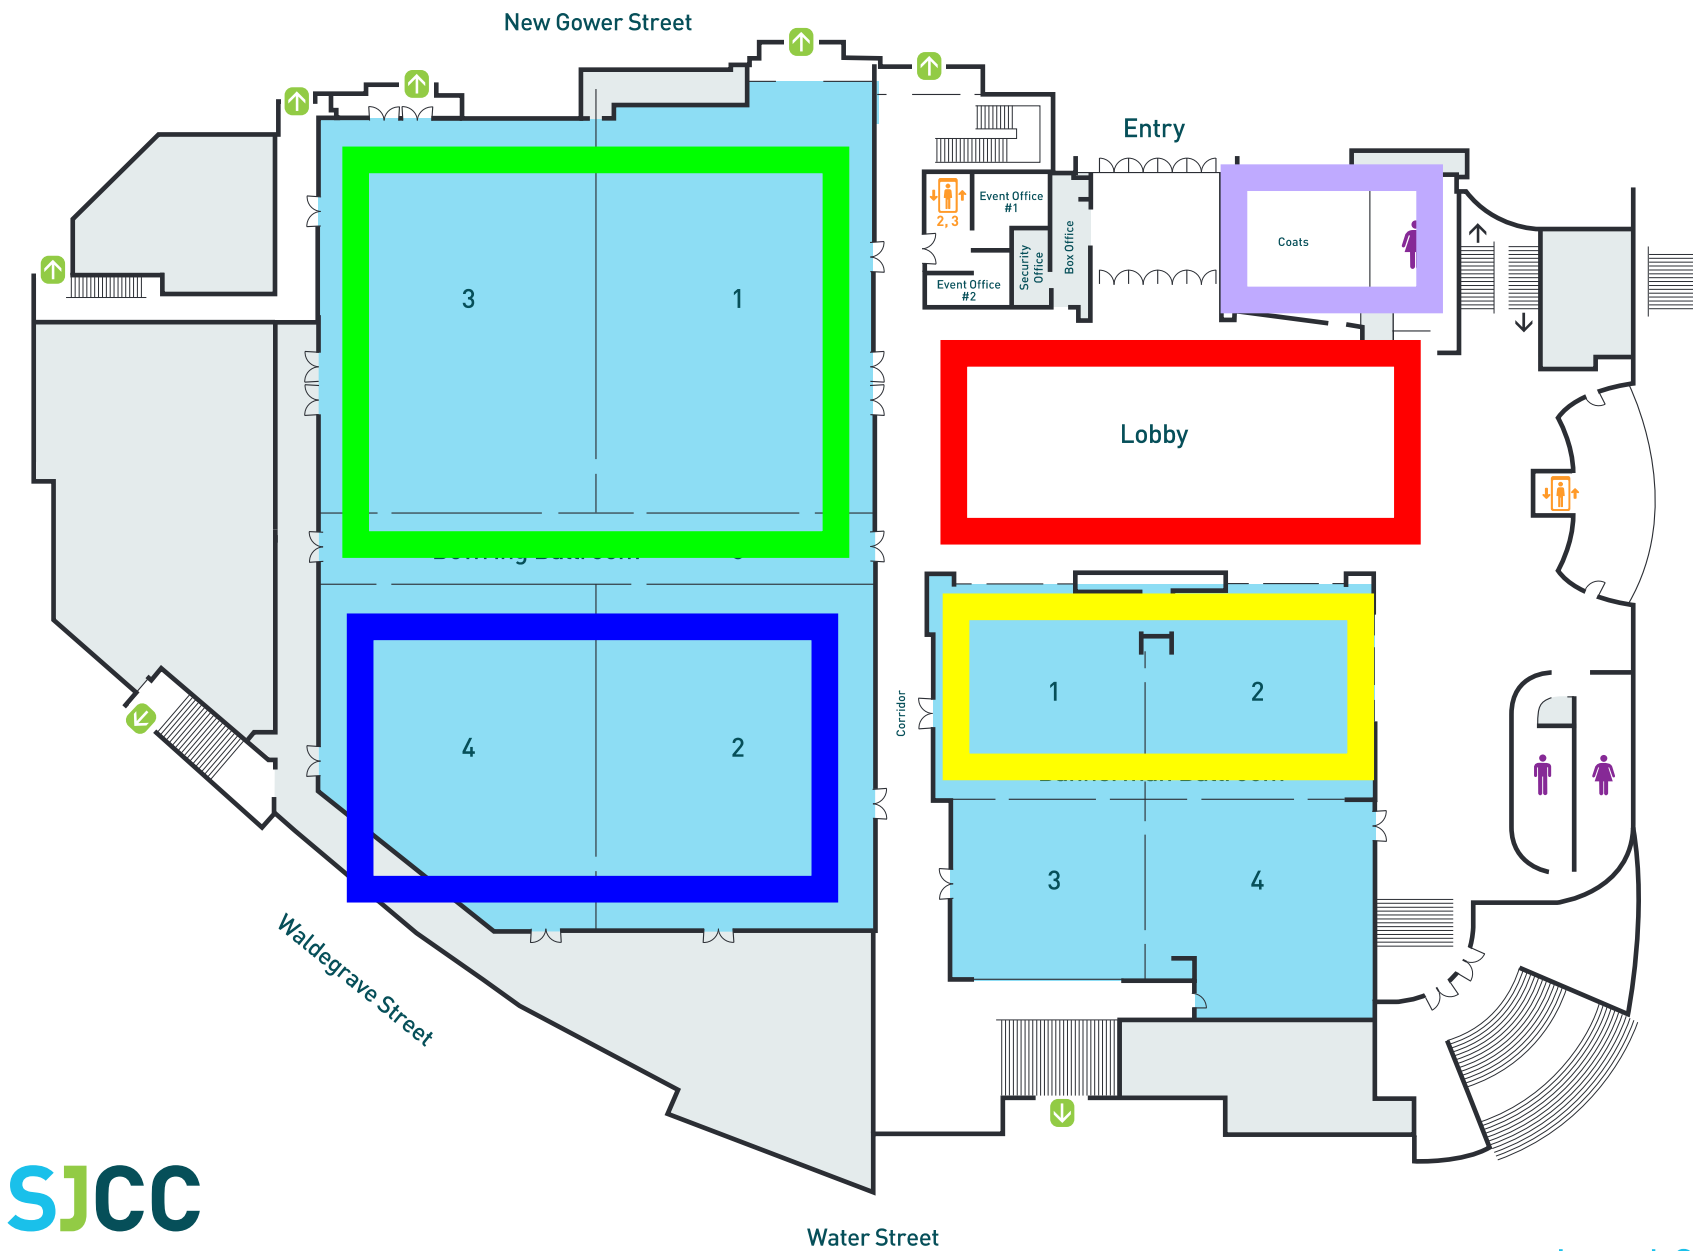 New Gower Street
Entry
2, 3
Event Office
#1
Security
Office
Box Office
Event Office
#2
Coats
3
1
Lobby
1
2
Corridor
4
2
3
4
Waldegrave Street
SJCC
Water Street